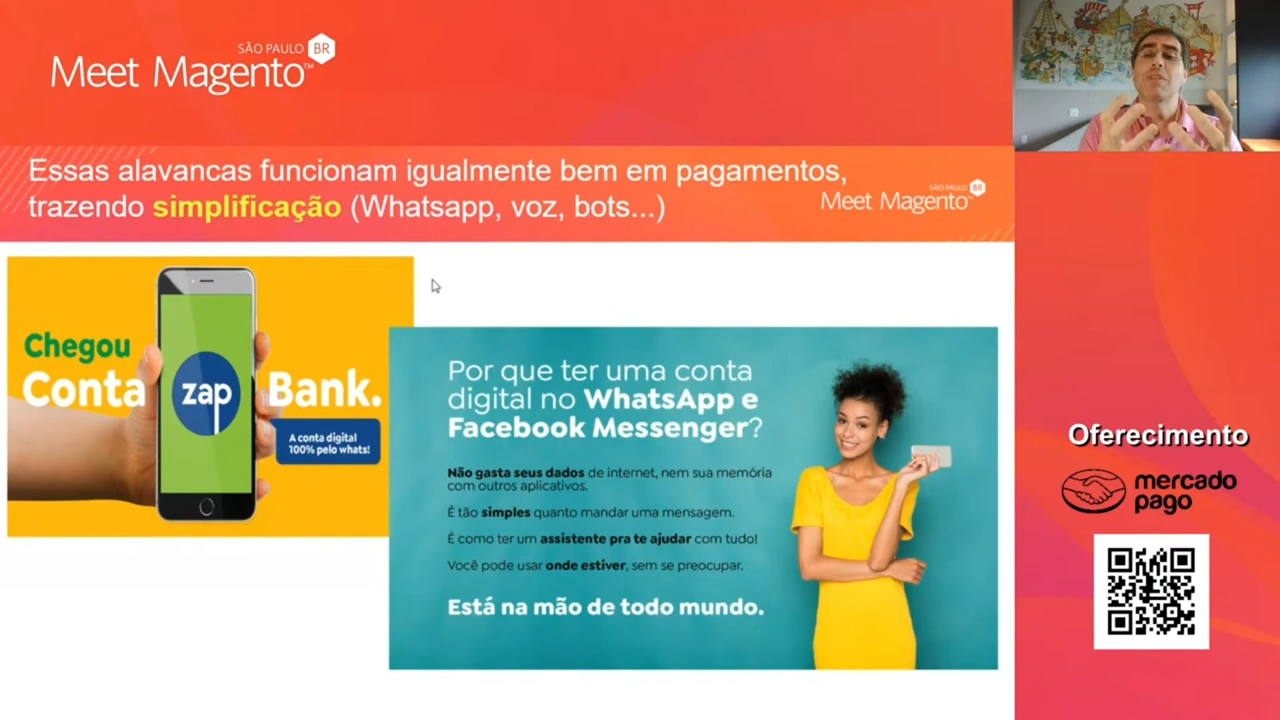 SÃO PAULO BR
Meet Magento™
Essas alavancas funcionam igualmente bem em pagamentos,
trazendo simplificação (Whatsapp, voz, bots...)
SÃO PAULO BR
Meet Magento™
Chegou
Conta zap Bank.
A conta digital
100% pelo whats!
Por que ter uma conta
digital no WhatsApp e
Facebook Messenger?
Não gasta seus dados de internet, nem sua memória
com outros aplicativos.
É tão simples quanto mandar uma mensagem.
É como ter um assistente pra te ajudar com tudo!
Você pode usar onde estiver, sem se preocupar.
Está na mão de todo mundo.
Oferecimento
mercado
pago